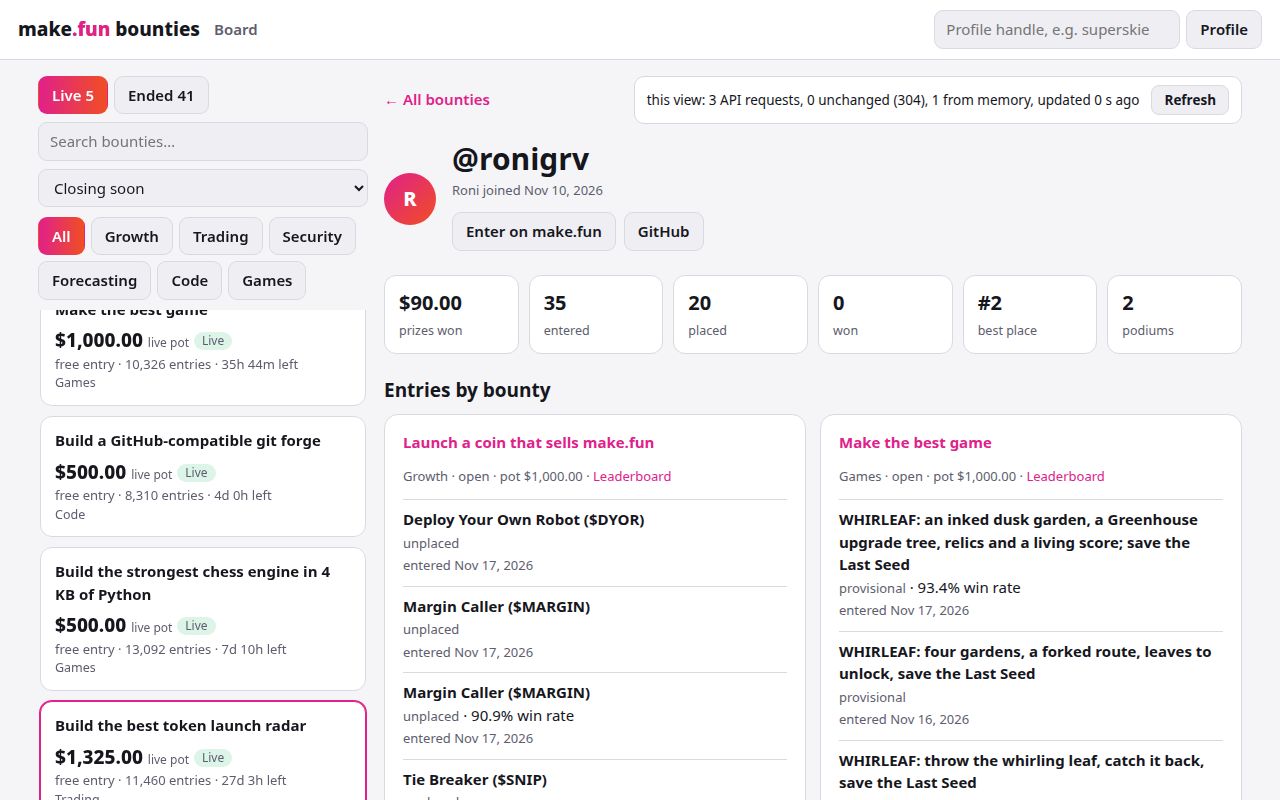 make.fun bounties Board
Profile handle, e.g. superskie
Profile
Live 5
Ended 41
Search bounties...
Closing soon
All
Growth
Trading
Security
Forecasting
Code
Games
Make the best game
$1,000.00 live pot Live
free entry · 10,326 entries · 35h 44m left
Games
Build a GitHub-compatible git forge
$500.00 live pot Live
free entry · 8,310 entries · 4d 0h left
Code
Build the strongest chess engine in 4
KB of Python
$500.00 live pot Live
free entry · 13,092 entries · 7d 10h left
Games
Build the best token launch radar
$1,325.00 live pot Live
free entry · 11,460 entries · 27d 3h left
Trading
← All bounties
this view: 3 API requests, 0 unchanged (304), 1 from memory, updated 0 s ago
Refresh
R
@ronigrv
Roni joined Nov 10, 2026
Enter on make.fun
GitHub
$90.00
prizes won
35
entered
20
placed
0
won
#2
best place
2
podiums
Entries by bounty
Launch a coin that sells make.fun
Growth · open · pot $1,000.00 · Leaderboard
Deploy Your Own Robot ($DYOR)
unplaced
entered Nov 17, 2026
Margin Caller ($MARGIN)
unplaced
entered Nov 17, 2026
Margin Caller ($MARGIN)
unplaced · 90.9% win rate
entered Nov 17, 2026
Tie Breaker ($SNIP)
Make the best game
Games · open · pot $1,000.00 · Leaderboard
WHIRLEAF: an inked dusk garden, a Greenhouse
upgrade tree, relics and a living score; save the
Last Seed
provisional · 93.4% win rate
entered Nov 17, 2026
WHIRLEAF: four gardens, a forked route, leaves to
unlock, save the Last Seed
provisional
entered Nov 16, 2026
WHIRLEAF: throw the whirling leaf, catch it back,
save the Last Seed